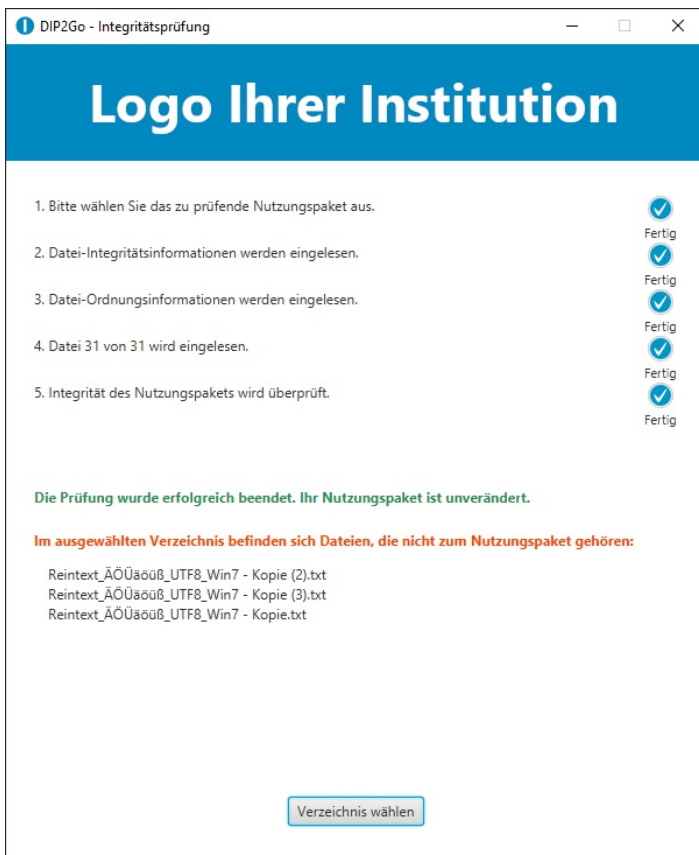 DIP2Go - Integritätsprüfung
Logo Ihrer Institution
1. Bitte wählen Sie das zu prüfende Nutzungspaket aus.
Fertig
2. Datei-Integritätsinformationen werden eingelesen.
Fertig
3. Datei-Ordnungsinformationen werden eingelesen.
Fertig
4. Datei 31 von 31 wird eingelesen.
Fertig
5. Integrität des Nutzungspakets wird überprüft.
Fertig
Die Prüfung wurde erfolgreich beendet. Ihr Nutzungspaket ist unverändert.
Im ausgewählten Verzeichnis befinden sich Dateien, die nicht zum Nutzungspaket gehören:
Reintext_ÄÖÜäöüß_UTF8_Win7 - Kopie (2).txt
Reintext_ÄÖÜäöüß_UTF8_Win7 - Kopie (3).txt
Reintext_ÄÖÜäöüß_UTF8_Win7 - Kopie.txt
Verzeichnis wählen